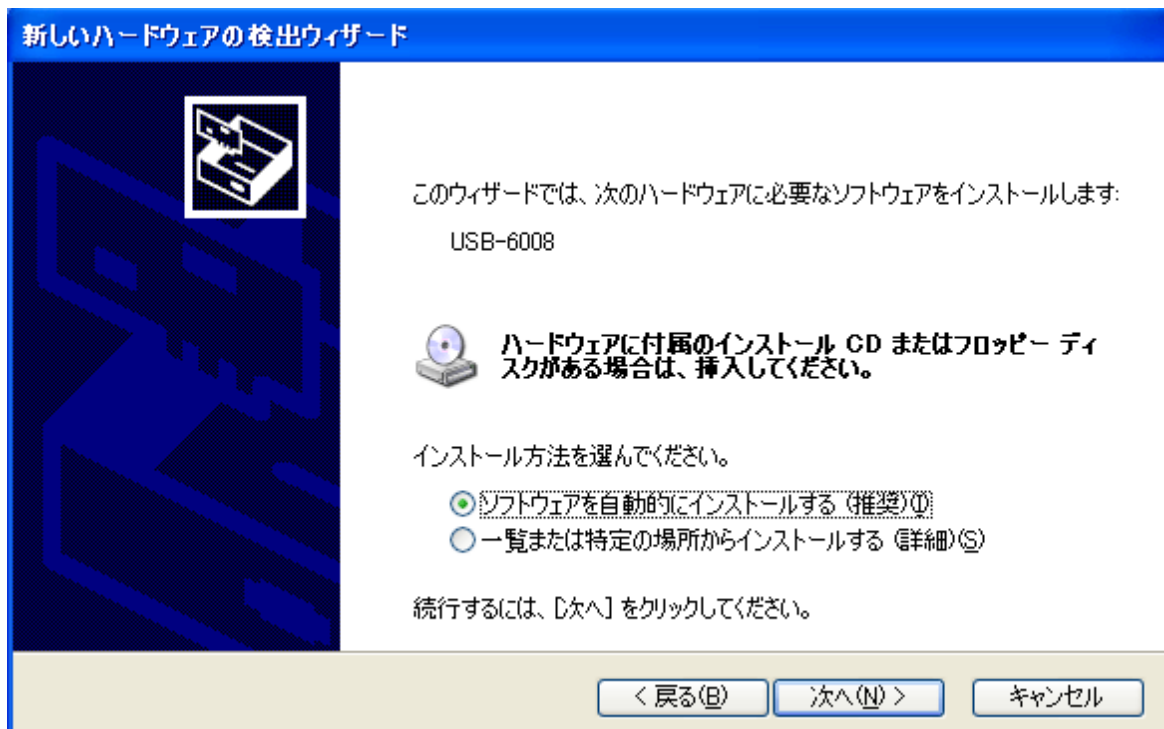 新しいハードウェアの検出ウィザード
このウィザードでは、次のハードウェアに必要なソフトウェアをインストールします:
USB-6008
ハードウェアに付属のインストール CD またはフロッピー ディ
スクがある場合は、挿入してください。
インストール方法を選んでください。
ソフトウェアを自動的にインストールする (推奨)(I)
一覧または特定の場所からインストールする (詳細)(S)
続行するには、[次へ] をクリックしてください。
< 戻る(B) 次へ(N) > キャンセル